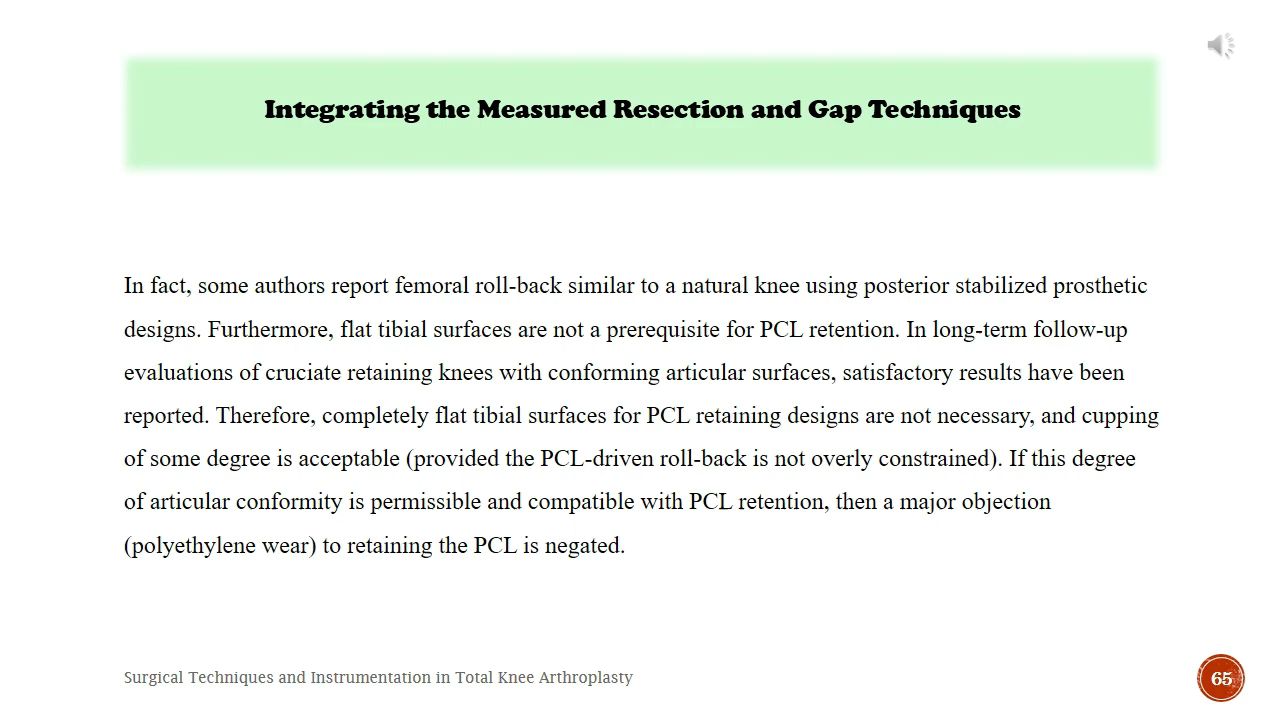 Integrating the Measured Resection and Gap Techniques
In fact, some authors report femoral roll-back similar to a natural knee using posterior stabilized prosthetic
designs. Furthermore, flat tibial surfaces are not a prerequisite for PCL retention. In long-term follow-up
evaluations of cruciate retaining knees with conforming articular surfaces, satisfactory results have been
reported. Therefore, completely flat tibial surfaces for PCL retaining designs are not necessary, and cupping
of some degree is acceptable (provided the PCL-driven roll-back is not overly constrained). If this degree
of articular conformity is permissible and compatible with PCL retention, then a major objection
(polyethylene wear) to retaining the PCL is negated.
Surgical Techniques and Instrumentation in Total Knee Arthroplasty
65